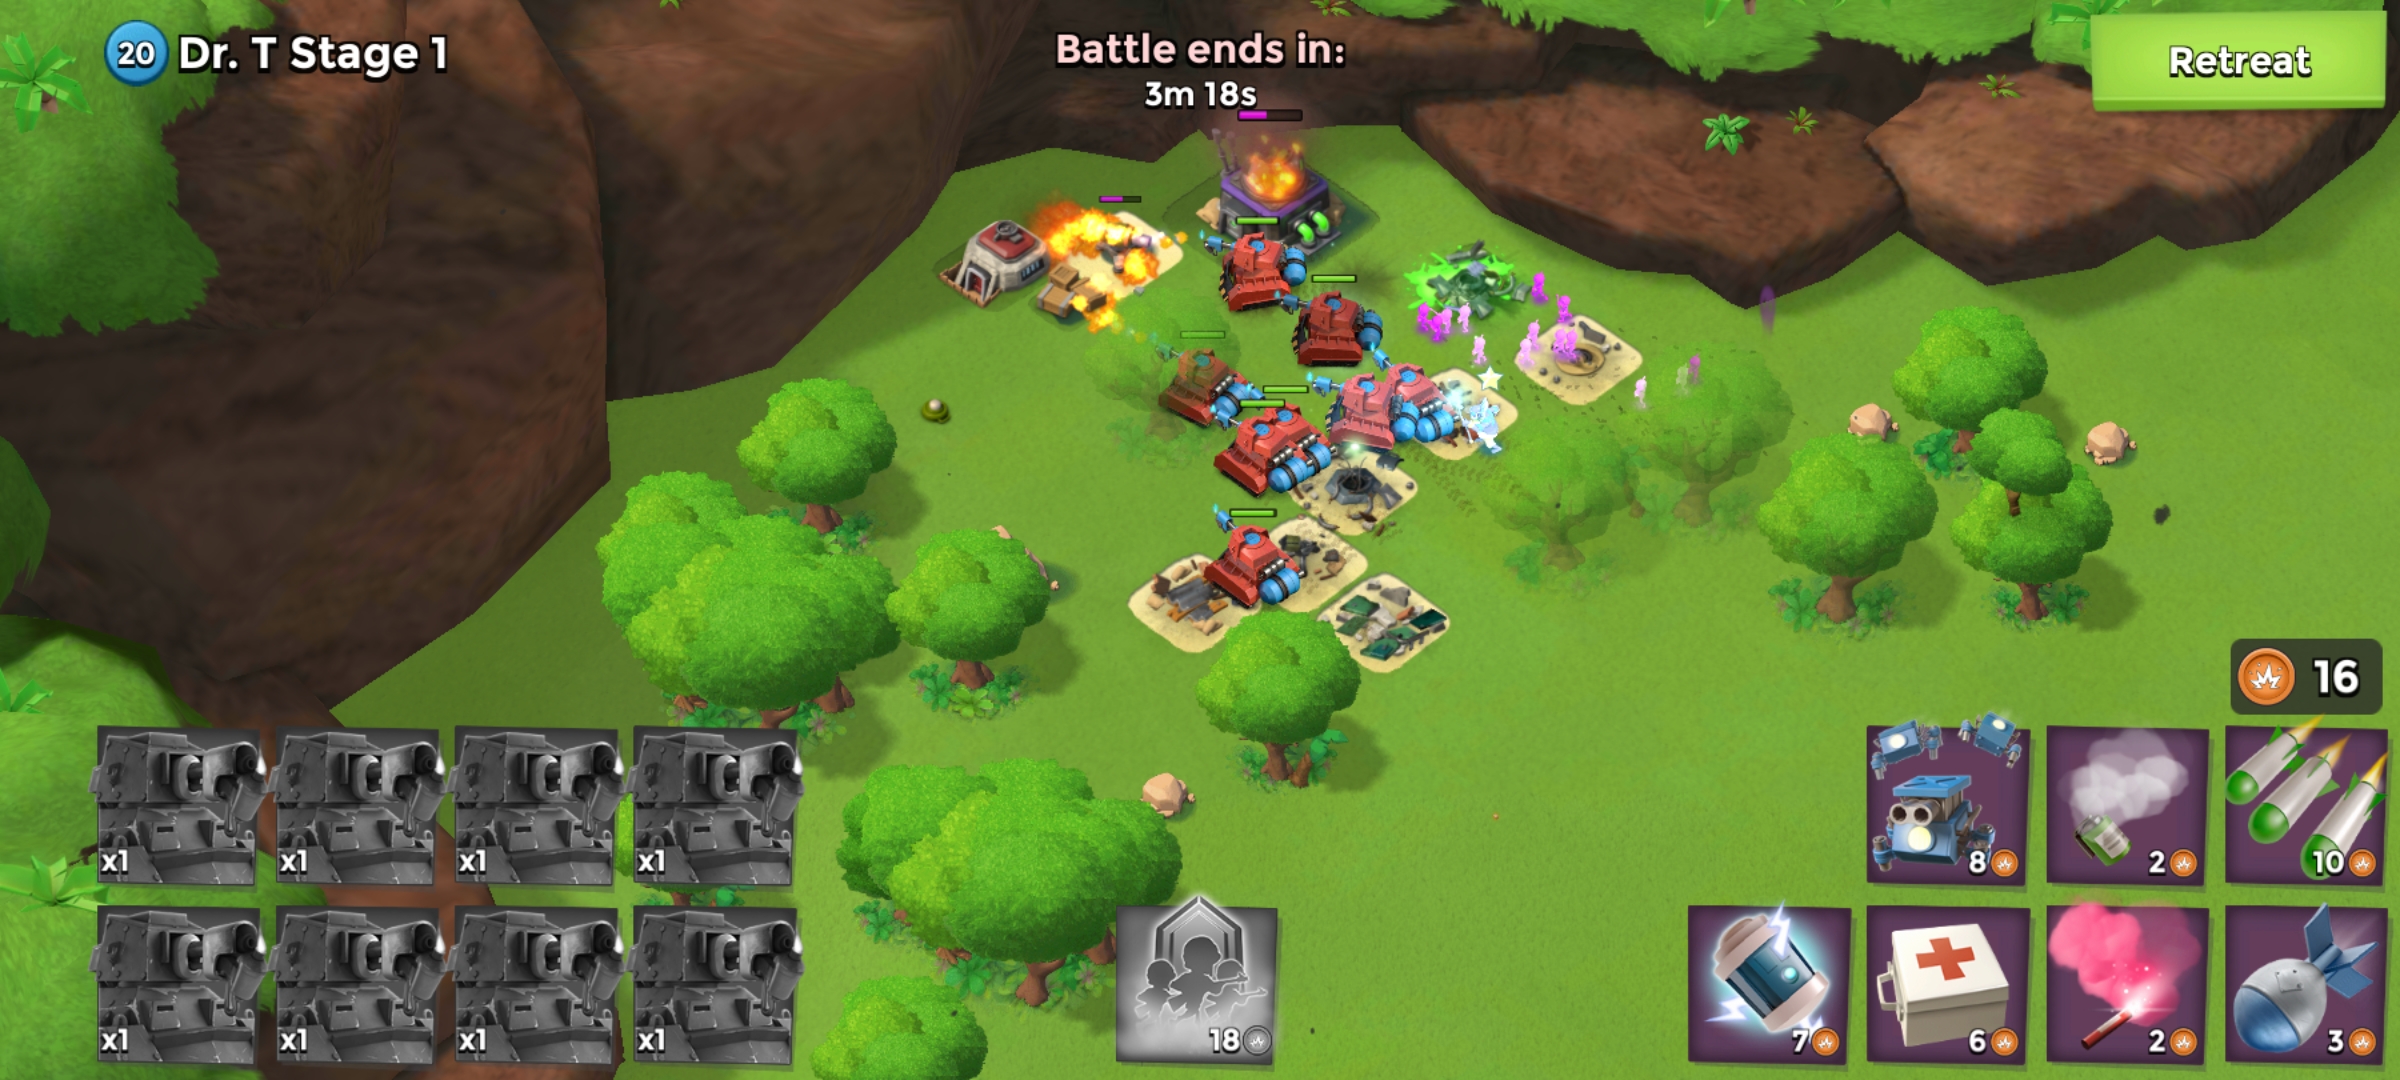 20 Dr. T Stage 1
Battle ends in:
3m 18s
Retreat
16
8
2
10
x1
x1
x1
x1
x1
x1
x1
x1
18
7
6
2
3